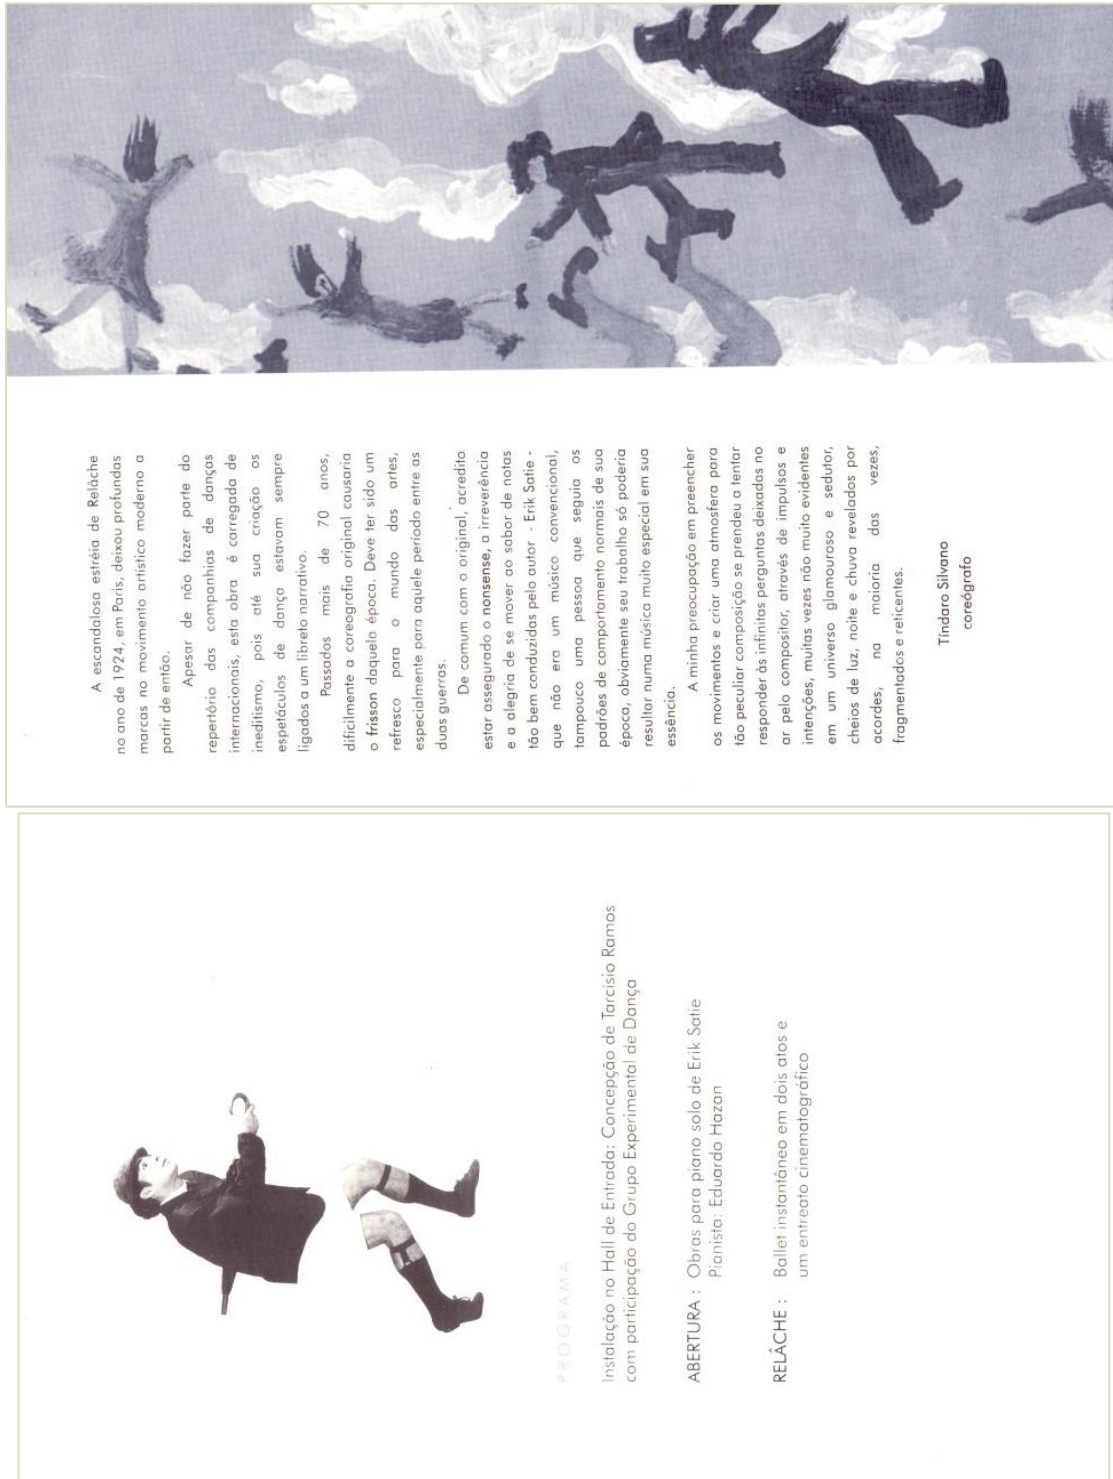 A escandalosa estréia de Relâche
no ano de 1924, em Paris, deixou profundas
marcas no movimento artístico moderno a
partir de então.
Apesar de não fazer parte do
repertório das companhias de danças
internacionais, esta obra é carregada de
ineditismo, pois até sua criação os
espetáculos de dança estavam sempre
ligados a um libreto narrativo.
Passados mais de 70 anos,
dificilmente a coreografia original causaria
o frisson daquela época. Deve ter sido um
refresco para o mundo das artes,
especialmente para aquele período entre as
duas guerras.
De comum com o original, acredito
estar assegurado o nonsense, a irreverência
e a alegria de se mover ao sabor de notas
tão bem conduzidas pelo autor - Erik Satie -
que não era um músico convencional,
tampouco uma pessoa que seguia os
padrões de comportamento normais de sua
época, obviamente seu trabalho só poderia
resultar numa música muito especial em sua
essência.
A minha preocupação em preencher
os movimentos e criar uma atmosfera para
tão peculiar composição se prendeu a tentar
responder às infinitas perguntas deixadas no
ar pelo compositor, através de impulsos e
intenções, muitas vezes não muito evidentes
em um universo glamouroso e sedutor,
cheios de luz, noite e chuva revelados por
acordes, na maioria das vezes,
fragmentados e reticentes.
Tíndaro Silvano
coreógrafo
PROGRAMA
Instalação no Hall de Entrada: Concepção de Tarcísio Ramos
com participação do Grupo Experimental de Dança
ABERTURA : Obras para piano solo de Erik Satie
Pianista: Eduardo Hazan
RELÂCHE : Ballet instantâneo em dois atos e
um entreato cinematográfico